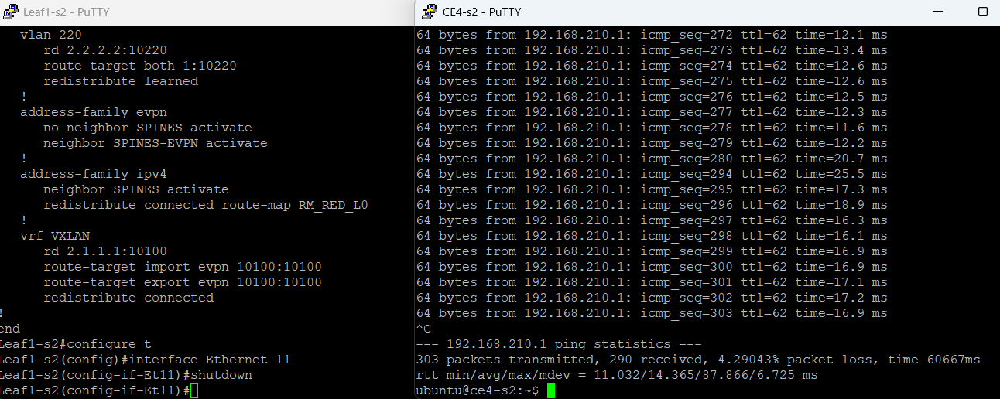 Leaf1-s2 - PuTTY
vlan 220
rd 2.2.2.2:10220
route-target both 1:10220
redistribute learned
!
address-family evpn
no neighbor SPINES activate
neighbor SPINES-EVPN activate
!
address-family ipv4
neighbor SPINES activate
redistribute connected route-map RM_RED_L0
!
vrf VXLAN
rd 2.1.1.1:10100
route-target import evpn 10100:10100
route-target export evpn 10100:10100
redistribute connected
!
end
Leaf1-s2#configure t
Leaf1-s2(config)#interface Ethernet 11
Leaf1-s2(config-if-Et11)#shutdown
Leaf1-s2(config-if-Et11)#
CE4-s2 - PuTTY
64 bytes from 192.168.210.1: icmp_seq=272 ttl=62 time=12.1 ms
64 bytes from 192.168.210.1: icmp_seq=273 ttl=62 time=13.4 ms
64 bytes from 192.168.210.1: icmp_seq=274 ttl=62 time=12.6 ms
64 bytes from 192.168.210.1: icmp_seq=275 ttl=62 time=12.6 ms
64 bytes from 192.168.210.1: icmp_seq=276 ttl=62 time=12.5 ms
64 bytes from 192.168.210.1: icmp_seq=277 ttl=62 time=12.3 ms
64 bytes from 192.168.210.1: icmp_seq=278 ttl=62 time=11.6 ms
64 bytes from 192.168.210.1: icmp_seq=279 ttl=62 time=12.2 ms
64 bytes from 192.168.210.1: icmp_seq=280 ttl=62 time=20.7 ms
64 bytes from 192.168.210.1: icmp_seq=294 ttl=62 time=25.5 ms
64 bytes from 192.168.210.1: icmp_seq=295 ttl=62 time=17.3 ms
64 bytes from 192.168.210.1: icmp_seq=296 ttl=62 time=18.9 ms
64 bytes from 192.168.210.1: icmp_seq=297 ttl=62 time=16.3 ms
64 bytes from 192.168.210.1: icmp_seq=298 ttl=62 time=16.1 ms
64 bytes from 192.168.210.1: icmp_seq=299 ttl=62 time=16.9 ms
64 bytes from 192.168.210.1: icmp_seq=300 ttl=62 time=16.9 ms
64 bytes from 192.168.210.1: icmp_seq=301 ttl=62 time=17.1 ms
64 bytes from 192.168.210.1: icmp_seq=302 ttl=62 time=17.2 ms
64 bytes from 192.168.210.1: icmp_seq=303 ttl=62 time=16.9 ms
^C
--- 192.168.210.1 ping statistics ---
303 packets transmitted, 290 received, 4.29043% packet loss, time 60667ms
rtt min/avg/max/mdev = 11.032/14.365/87.866/6.725 ms
ubuntu@ce4-s2:~$